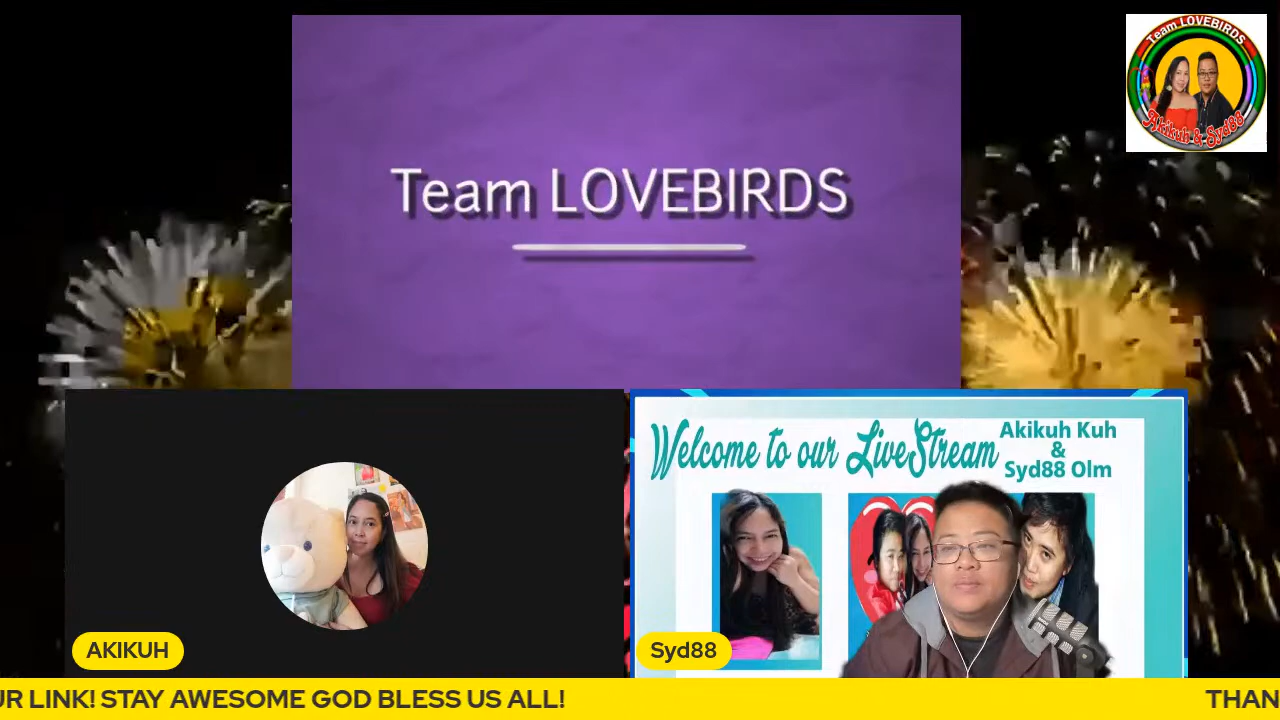 Team LOVEBIRDS
Akikuh & Syd88
Team LOVEBIRDS
Welcome to our LiveStream
Akikuh Kuh
&
Syd88 Olm
AKIKUH
Syd88
UR LINK! STAY AWESOME GOD BLESS US ALL!
THAN